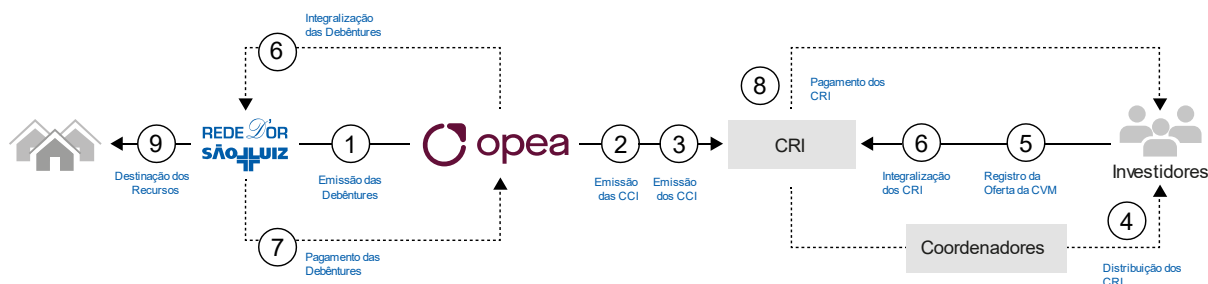 Integralização
das Debêntures
6
8
Pagamento dos
CRI
9
REDE D'OR
SÃO LUIZ
1
opea
2
3
CRI
6
5
Investidores
Destinação dos
Recursos
Emissão das
Debêntures
Emissão
das CCI
Emissão
dos CCI
Integralização
dos CRI
Registro da
Oferta da CVM
7
Coordenadores
4
Pagamento das
Debêntures
Distribuição dos
CRI